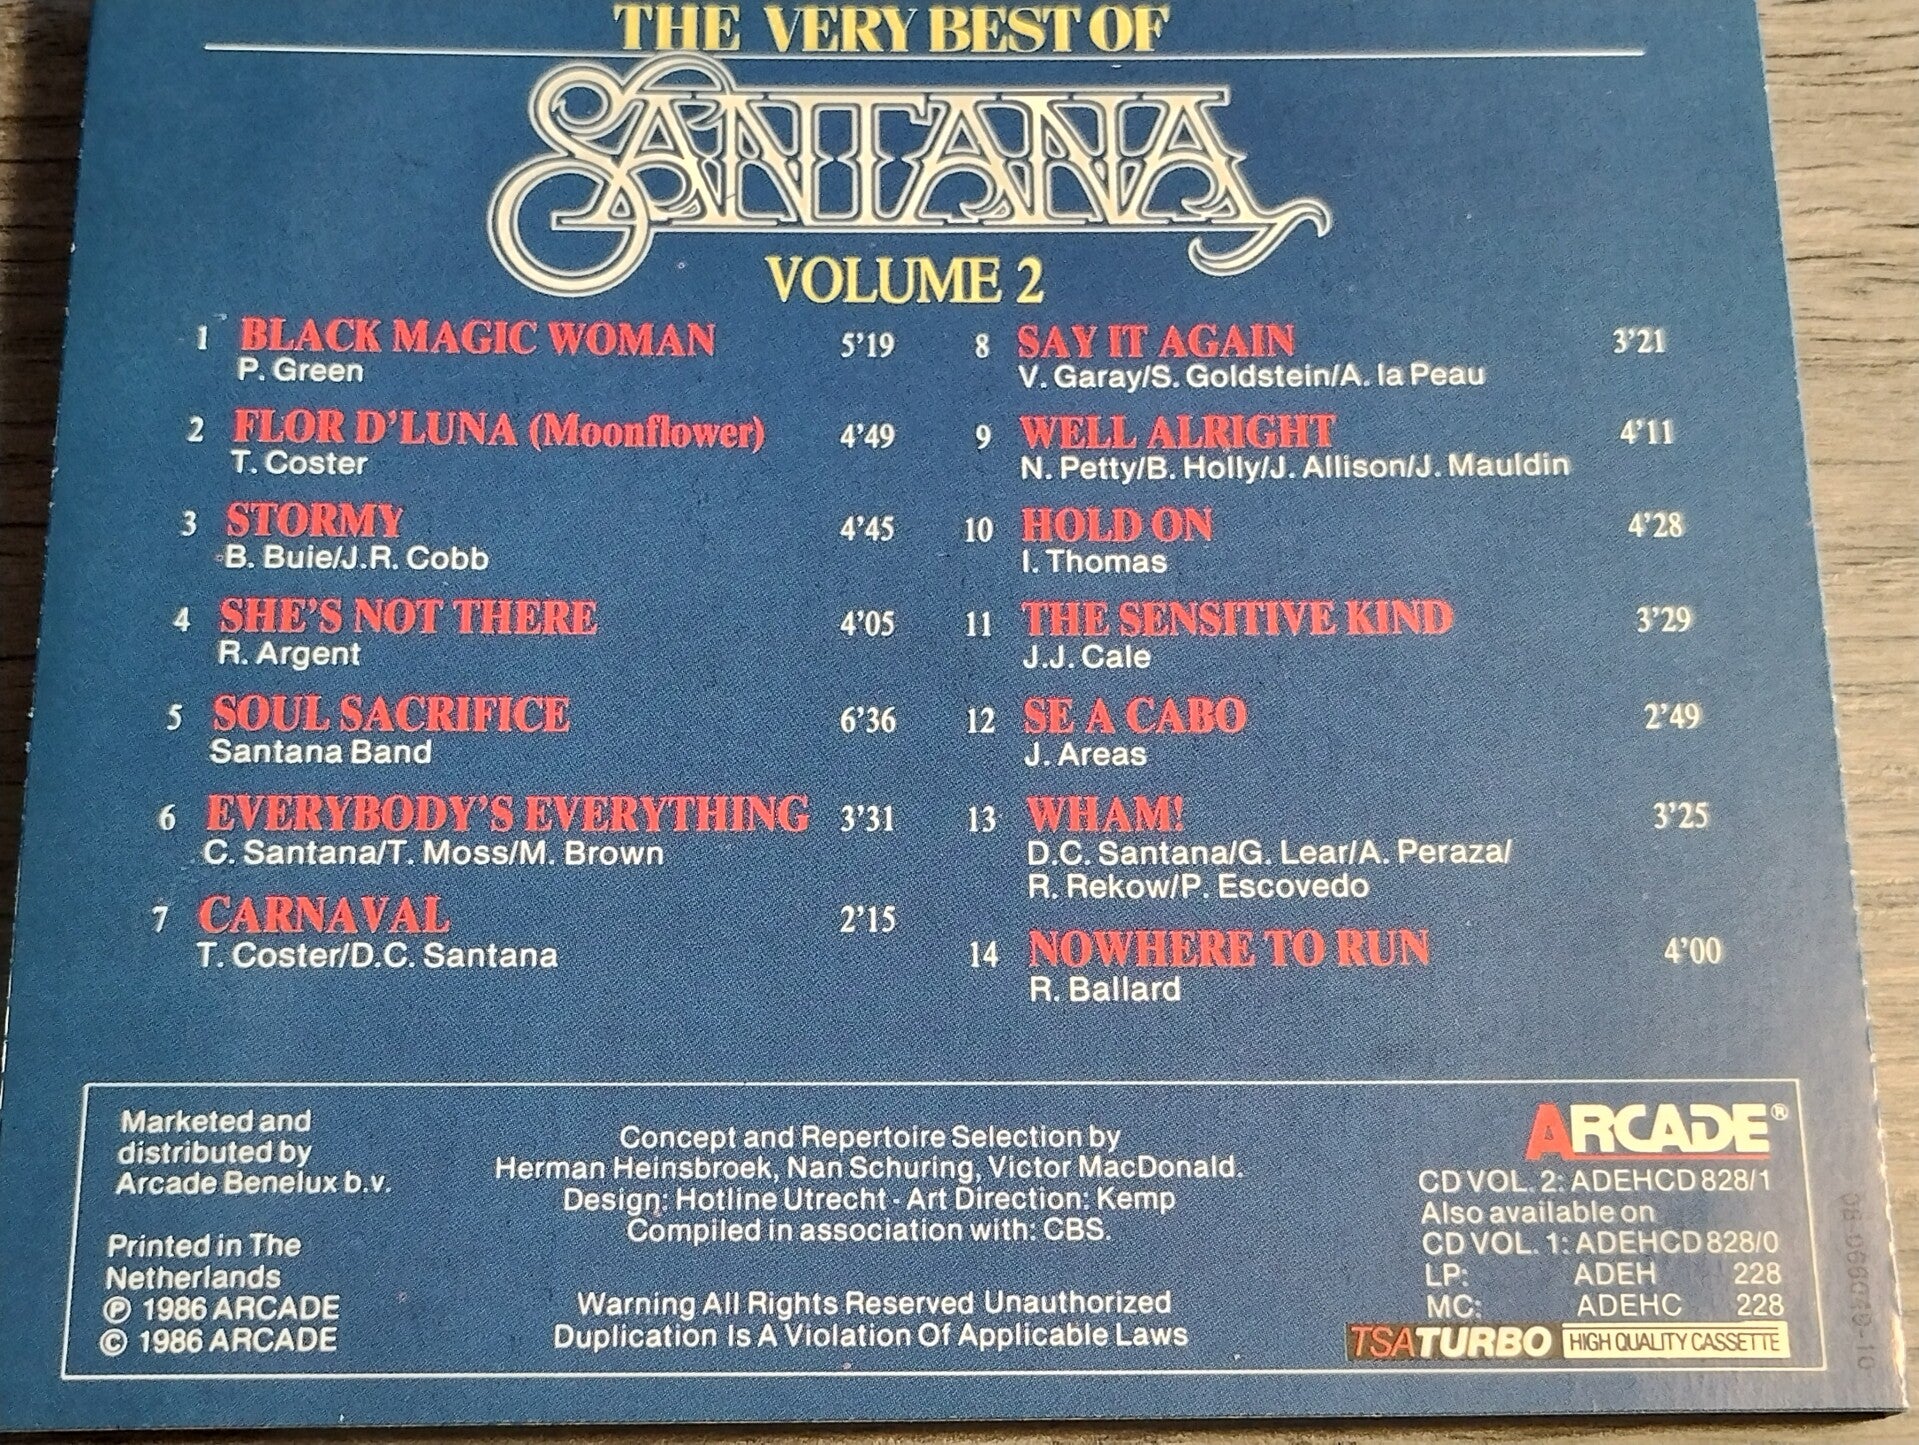 THE VERY BEST OF
SANTANA
VOLUME 2
1 BLACK MAGIC WOMAN 5'19
P. Green
2 FLOR D'LUNA (Moonflower) 4'49
T. Coster
3 STORMY 4'45
B. Buie/J.R. Cobb
4 SHE'S NOT THERE 4'05
R. Argent
5 SOUL SACRIFICE 6'36
Santana Band
6 EVERYBODY'S EVERYTHING 3'31
C. Santana/T. Moss/M. Brown
7 CARNAVAL 2'15
T. Coster/D.C. Santana
8 SAY IT AGAIN 3'21
V. Garay/S. Goldstein/A. la Peau
9 WELL ALRIGHT 4'11
N. Petty/B. Holly/J. Allison/J. Mauldin
10 HOLD ON 4'28
I. Thomas
11 THE SENSITIVE KIND 3'29
J.J. Cale
12 SE A CABO 2'49
J. Areas
13 WHAM! 3'25
D.C. Santana/G. Lear/A. Peraza/
R. Rekow/P. Escovedo
14 NOWHERE TO RUN 4'00
R. Ballard
Marketed and
distributed by
Arcade Benelux b.v.
Printed in The
Netherlands
℗ 1986 ARCADE
© 1986 ARCADE
Concept and Repertoire Selection by
Herman Heinsbroek, Nan Schuring, Victor MacDonald.
Design: Hotline Utrecht - Art Direction: Kemp
Compiled in association with: CBS.
Warning All Rights Reserved Unauthorized
Duplication Is A Violation Of Applicable Laws
ARCADE®
CD VOL. 2: ADEHCD 828/1
Also available on
CD VOL. 1: ADEHCD 828/0
LP: ADEH 228
MC: ADEHC 228
TSATURBO HIGH QUALITY CASSETTE